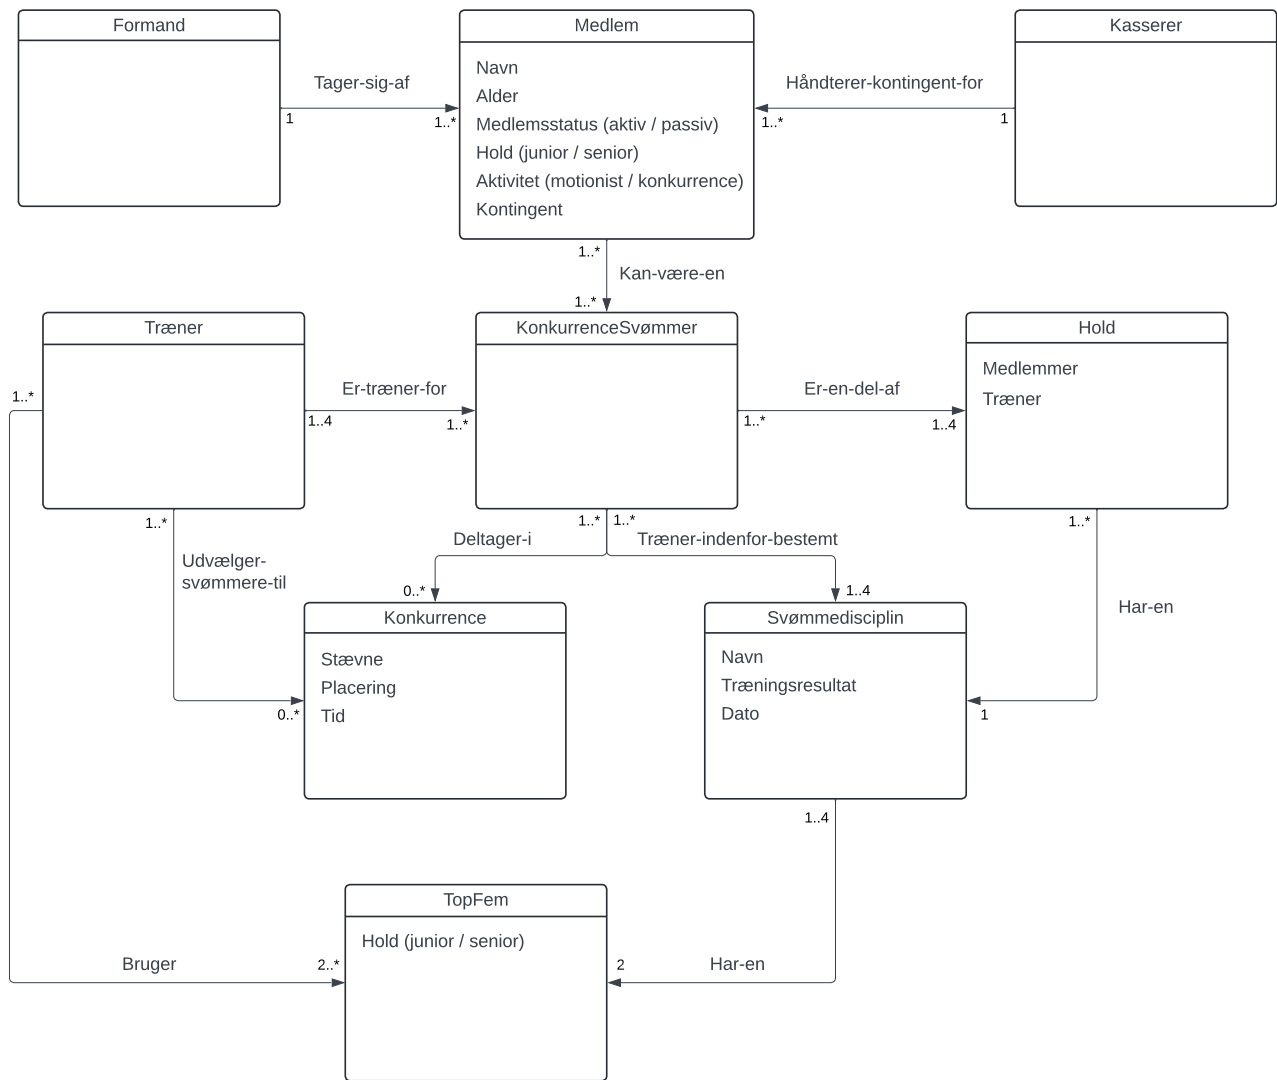 Formand
Medlem
Navn
Alder
Medlemsstatus (aktiv / passiv)
Hold (junior / senior)
Aktivitet (motionist / konkurrence)
Kontingent
Kasserer
Tager-sig-af
1
1..*
Håndterer-kontingent-for
1..*
1
1..*
Kan-være-en
1..*
Træner
KonkurrenceSvømmer
Hold
Medlemmer
Træner
1..*
Er-træner-for
1..4
1..*
Er-en-del-af
1..*
1..4
1..*
Udvælger-
svømmere-til
0..*
1..*
1..*
Deltager-i
0..*
Træner-indenfor-bestemt
1..4
1..*
Har-en
1
Konkurrence
Stævne
Placering
Tid
Svømmedisciplin
Navn
Træningsresultat
Dato
1..4
TopFem
Hold (junior / senior)
Bruger
2..*
2
Har-en